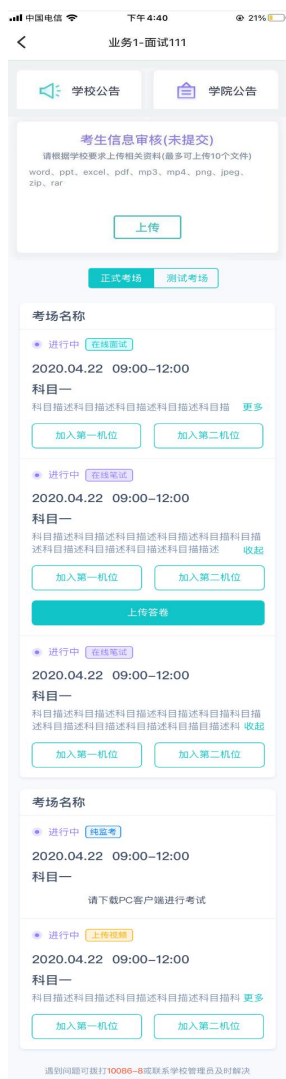 中国电信 下午4:40 21%
业务1-面试111
学校公告 学院公告
考生信息审核(未提交)
请根据学校要求上传相关资料(最多可上传10个文件)
word、ppt、excel、pdf、mp3、mp4、png、jpeg、
zip、rar
上传
正式考场 测试考场
考场名称
进行中 在线面试
2020.04.22 09:00-12:00
科目一
科目描述科目描述科目描述科目描述科目描 更多
加入第一机位 加入第二机位
进行中 在线笔试
2020.04.22 09:00-12:00
科目一
科目描述科目描述科目描述科目描述科目描科目描
述科目描述科目描述科目描述科目描描述 收起
加入第一机位 加入第二机位
上传答卷
进行中 在线笔试
2020.04.22 09:00-12:00
科目一
科目描述科目描述科目描述科目描述科目描科目描
述科目描述科目描述科目描述科目描目描述科 收起
加入第一机位 加入第二机位
考场名称
进行中 纯监考
2020.04.22 09:00-12:00
科目一
请下载PC客户端进行考试
进行中 上传视频
2020.04.22 09:00-12:00
科目一
科目描述科目描述科目描述科目描述科目描科 更多
加入第一机位 加入第二机位
遇到问题可拨打10086-8或联系学校管理员及时解决